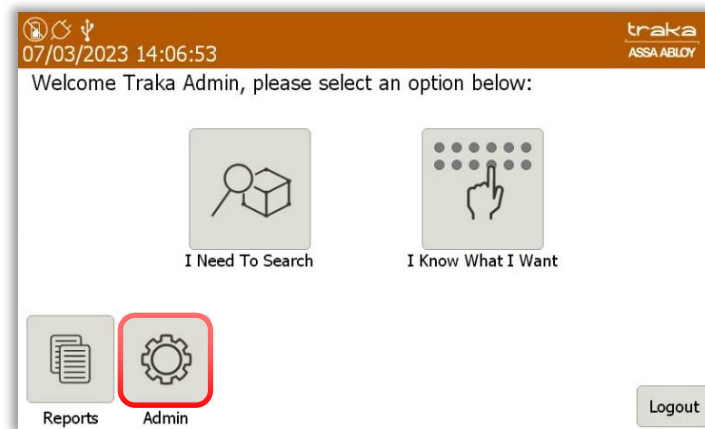 traka
07/03/2023 14:06:53
ASSA ABLOY
Welcome Traka Admin, please select an option below:
I Need To Search
I Know What I Want
Reports
Admin
Logout